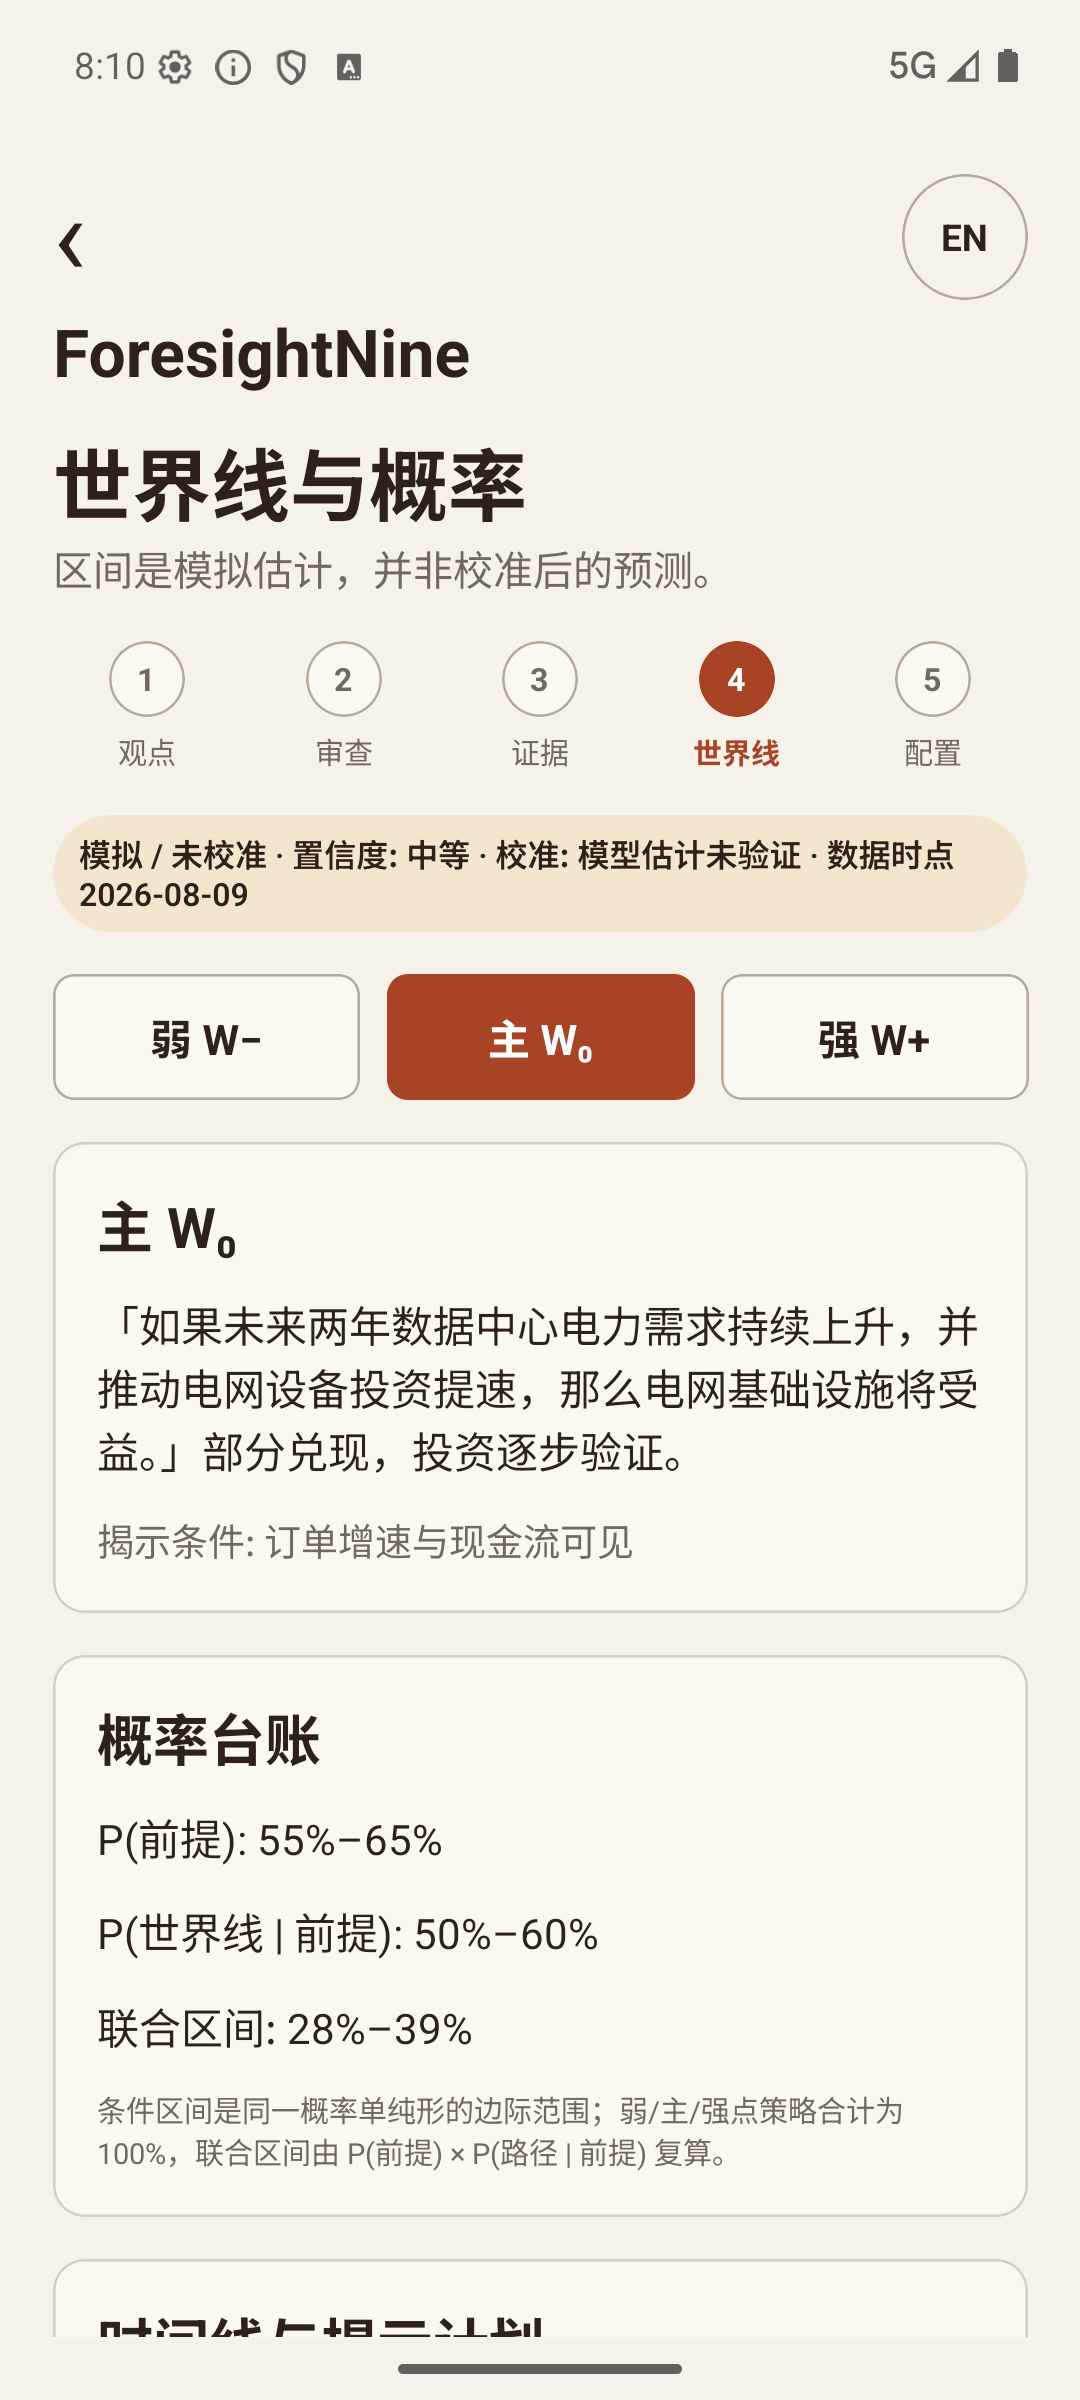 8:10
5G
EN
ForesightNine
世界线与概率
区间是模拟估计，并非校准后的预测。
1 2 3 4 5
观点 审查 证据 世界线 配置
模拟 / 未校准 · 置信度: 中等 · 校准: 模型估计未验证 · 数据时点
2026-08-09
弱 W− 主 W₀ 强 W+
主 W₀
「如果未来两年数据中心电力需求持续上升，并
推动电网设备投资提速，那么电网基础设施将受
益。」部分兑现，投资逐步验证。
揭示条件: 订单增速与现金流可见
概率台账
P(前提): 55%–65%
P(世界线 | 前提): 50%–60%
联合区间: 28%–39%
条件区间是同一概率单纯形的边际范围；弱/主/强点策略合计为
100%，联合区间由 P(前提) × P(路径 | 前提) 复算。
时间线与揭示计划